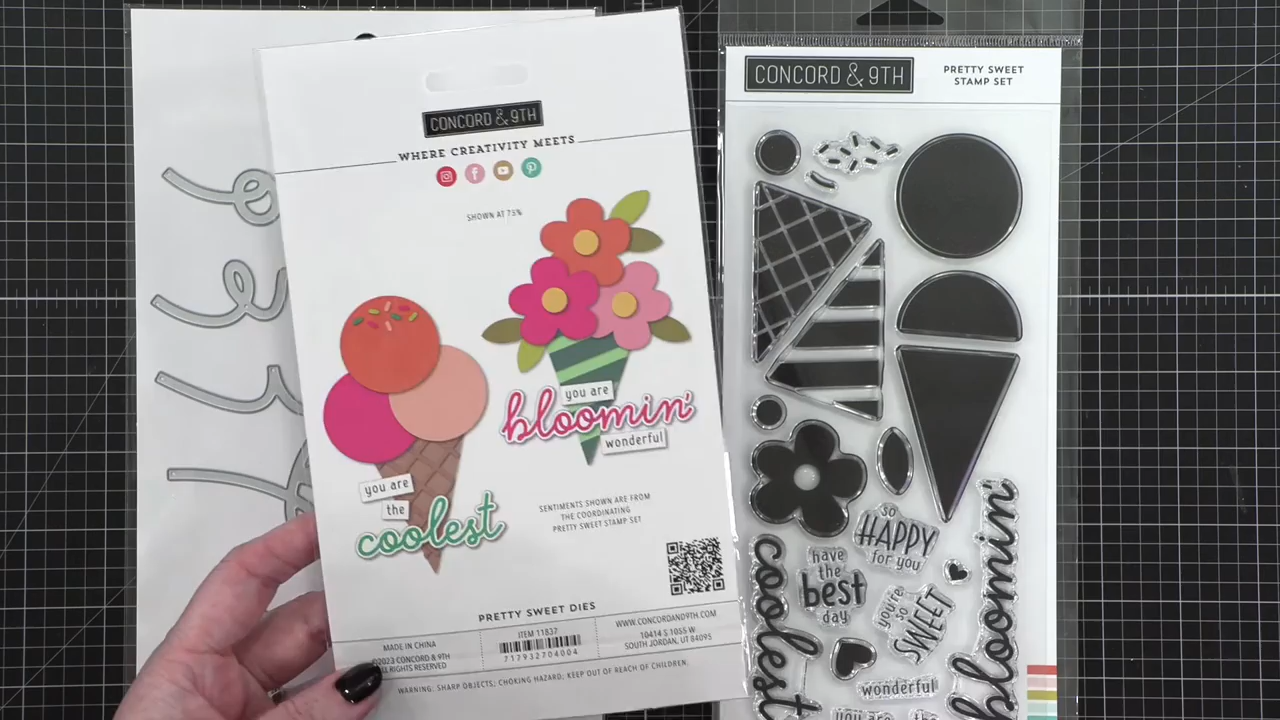 CONCORD & 9TH
WHERE CREATIVITY MEETS
SHOWN AT 75%
you are
bloomin'
wonderful
you are
the
coolest
SENTIMENTS SHOWN ARE FROM
THE COORDINATING
PRETTY SWEET STAMP SET
PRETTY SWEET DIES
MADE IN CHINA
©2023 CONCORD & 9TH
ALL RIGHTS RESERVED
ITEM 11837
717932704004
WWW.CONCORDAND9TH.COM
10414 S 1055 W
SOUTH JORDAN, UT 84095
WARNING: SHARP OBJECTS; CHOKING HAZARD; KEEP OUT OF REACH OF CHILDREN.
CONCORD & 9TH
PRETTY SWEET
STAMP SET
so
HAPPY
for you
have
the
best
day
you're
so
SWEET
coolest
bloomin'
wonderful
you are
the